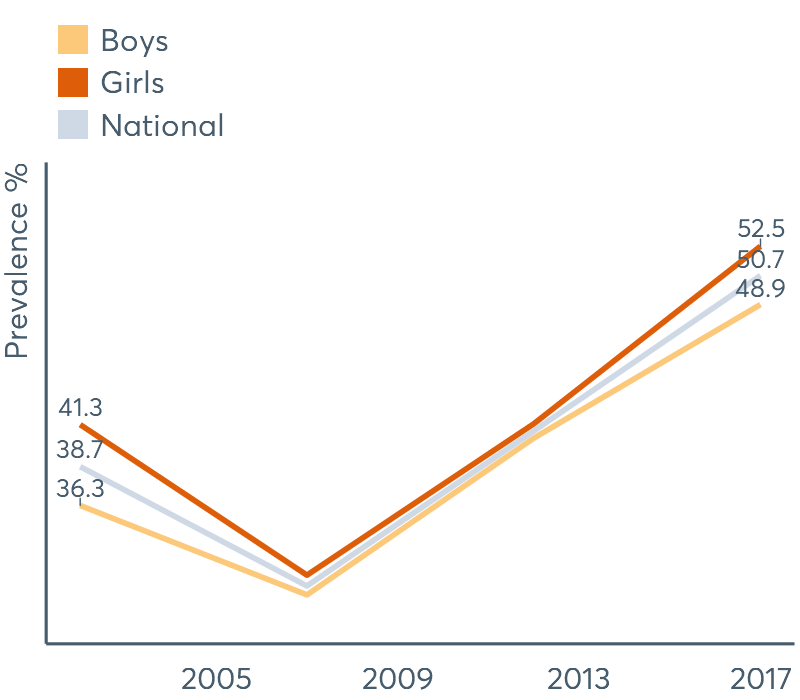 Boys
Girls
National
Prevalence %
52.5
50.7
48.9
41.3
38.7
36.3
2005
2009
2013
2017